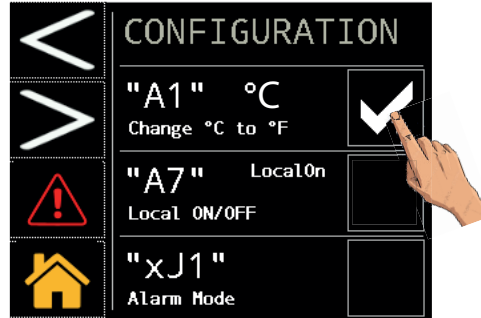 CONFIGURATION
"A1" °C
Change °C to °F
"A7" LocalOn
Local ON/OFF
"xJ1"
Alarm Mode